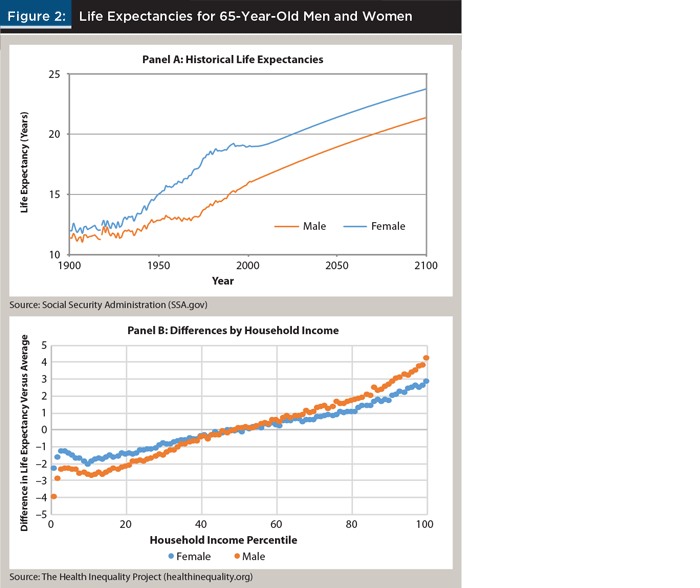 Figure 2: Life Expectancies for 65-Year-Old Men and Women
Panel A: Historical Life Expectancies
Life Expectancy (Years)
25
20
15
10
Male Female
1900 1950 2000 2050 2100
Year
Source: Social Security Administration (SSA.gov)
Panel B: Differences by Household Income
Difference in Life Expectancy Versus Average
5
4
3
2
1
0
−1
−2
−3
−4
−5
0 20 40 60 80 100
Household Income Percentile
Female Male
Source: The Health Inequality Project (healthinequality.org)